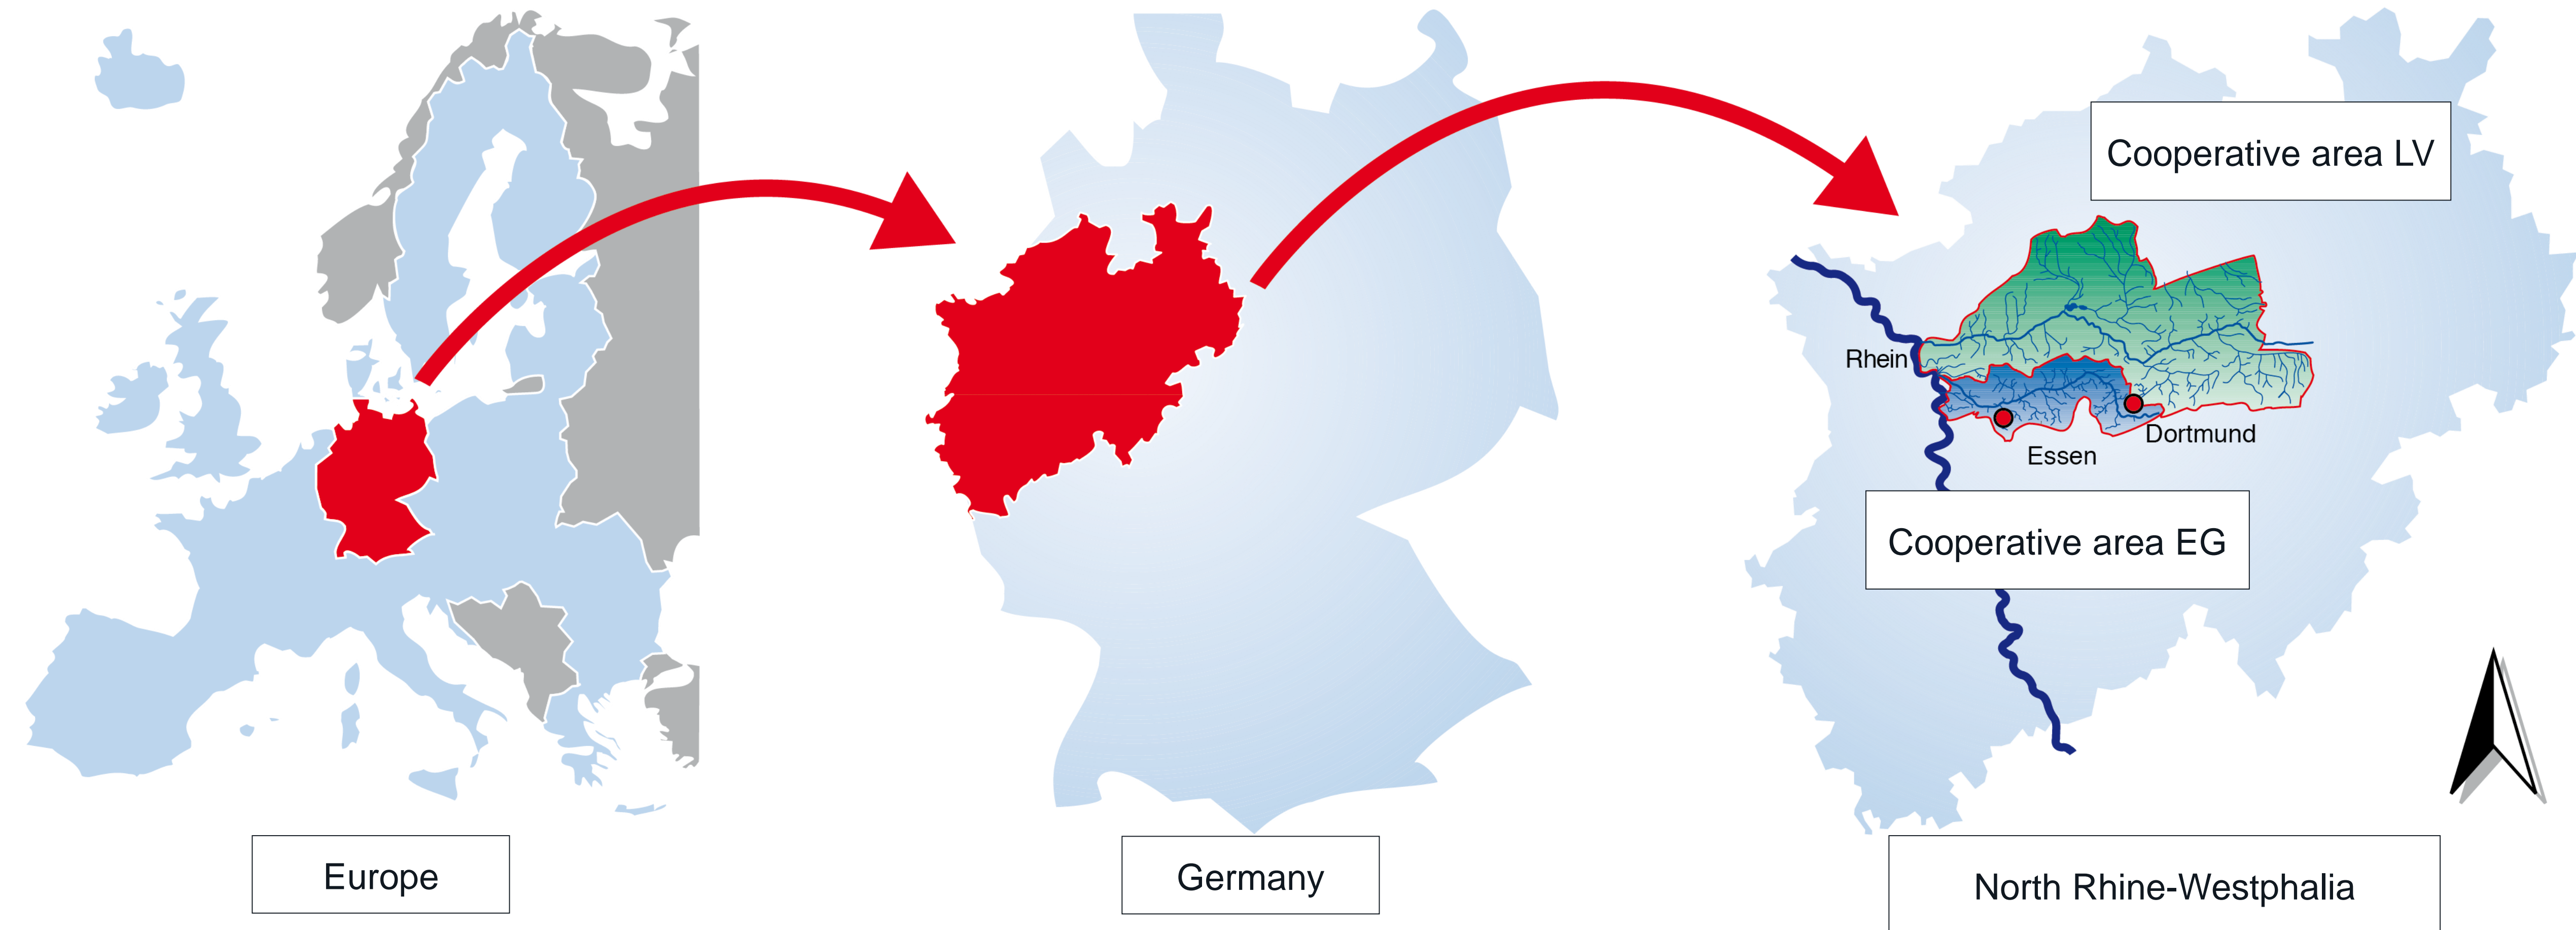 Cooperative area LV
Rhein
Dortmund
Essen
Cooperative area EG
Europe
Germany
North Rhine-Westphalia